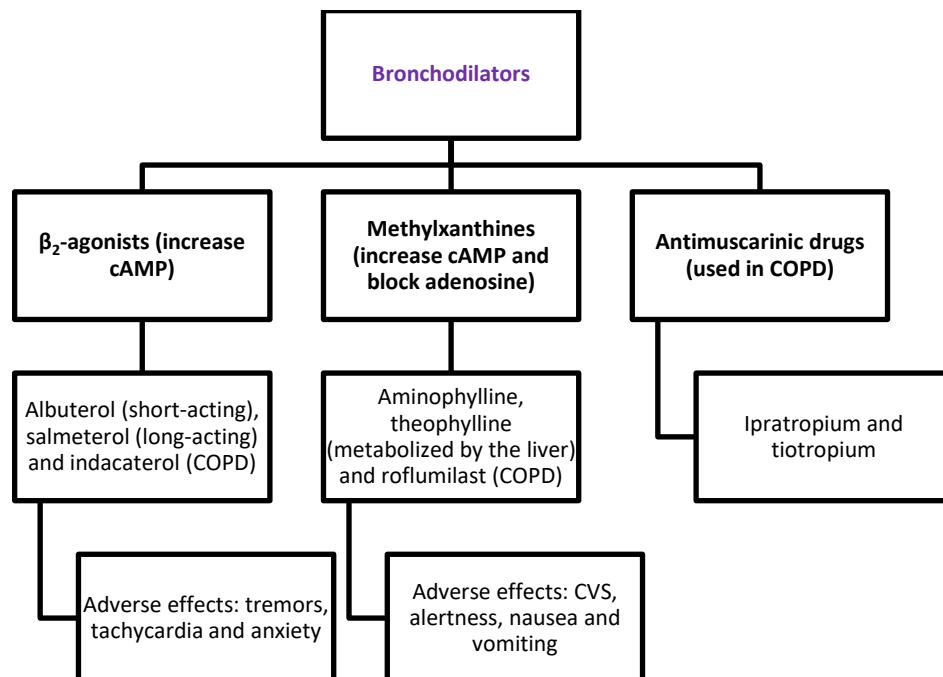 Bronchodilators
β₂-agonists (increase
cAMP)
Methylxanthines
(increase cAMP and
block adenosine)
Antimuscarinic drugs
(used in COPD)
Albuterol (short-acting),
salmeterol (long-acting)
and indacaterol (COPD)
Aminophylline,
theophylline
(metabolized by the liver)
and roflumilast (COPD)
Ipratropium and
tiotropium
Adverse effects: tremors,
tachycardia and anxiety
Adverse effects: CVS,
alertness, nausea and
vomiting